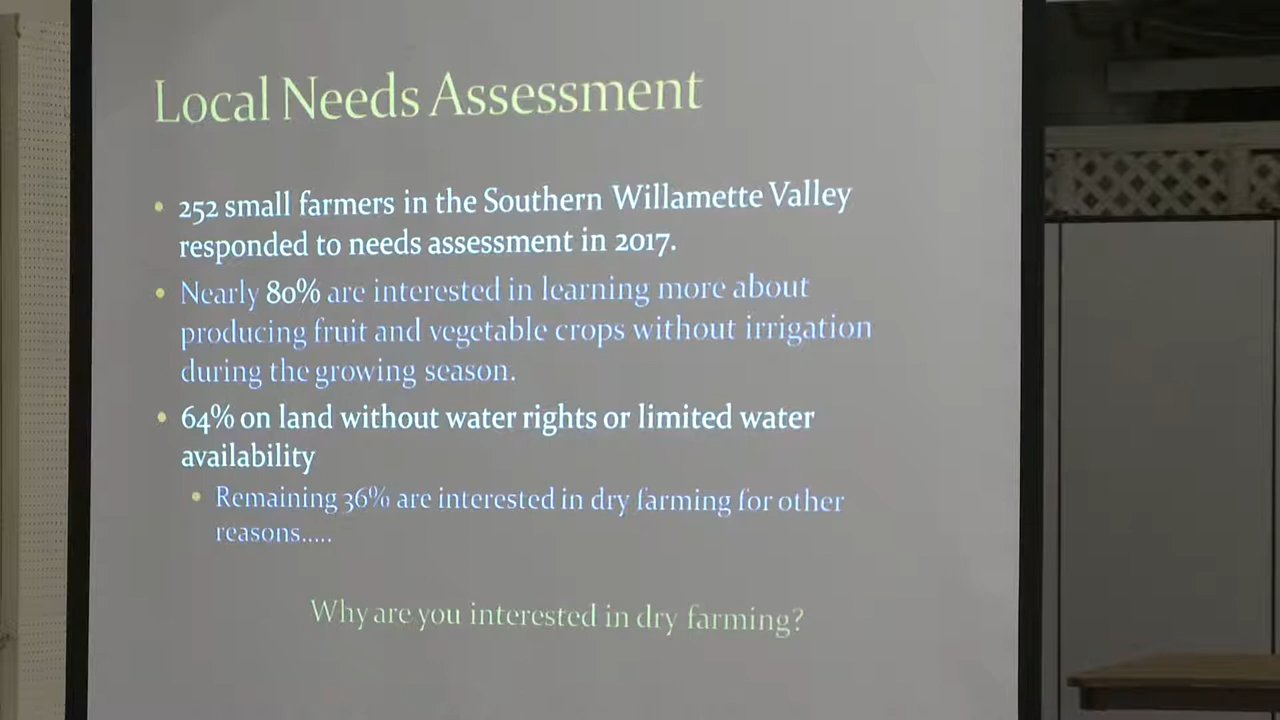 Local Needs Assessment
• 252 small farmers in the Southern Willamette Valley
responded to needs assessment in 2017.
• Nearly 80% are interested in learning more about
producing fruit and vegetable crops without irrigation
during the growing season.
• 64% on land without water rights or limited water
availability
• Remaining 36% are interested in dry farming for other
reasons.....
Why are you interested in dry farming?